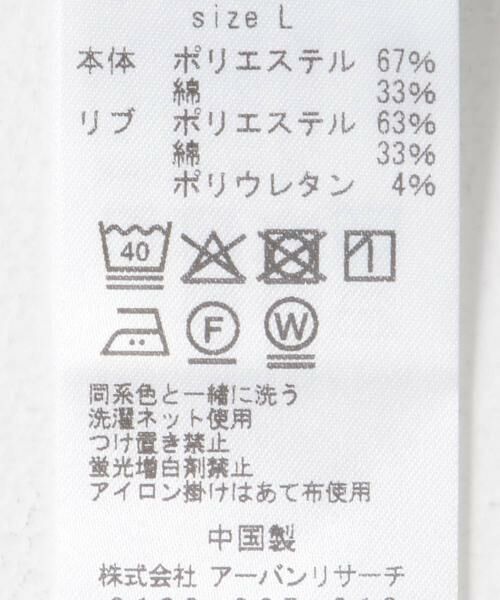 size L
本体 ポリエステル 67%
綿 33%
リブ ポリエステル 63%
綿 33%
ポリウレタン 4%
40
F W
同系色と一緒に洗う
洗濯ネット使用
つけ置き禁止
蛍光増白剤禁止
アイロン掛けはあて布使用
中国製
株式会社 アーバンリサーチ